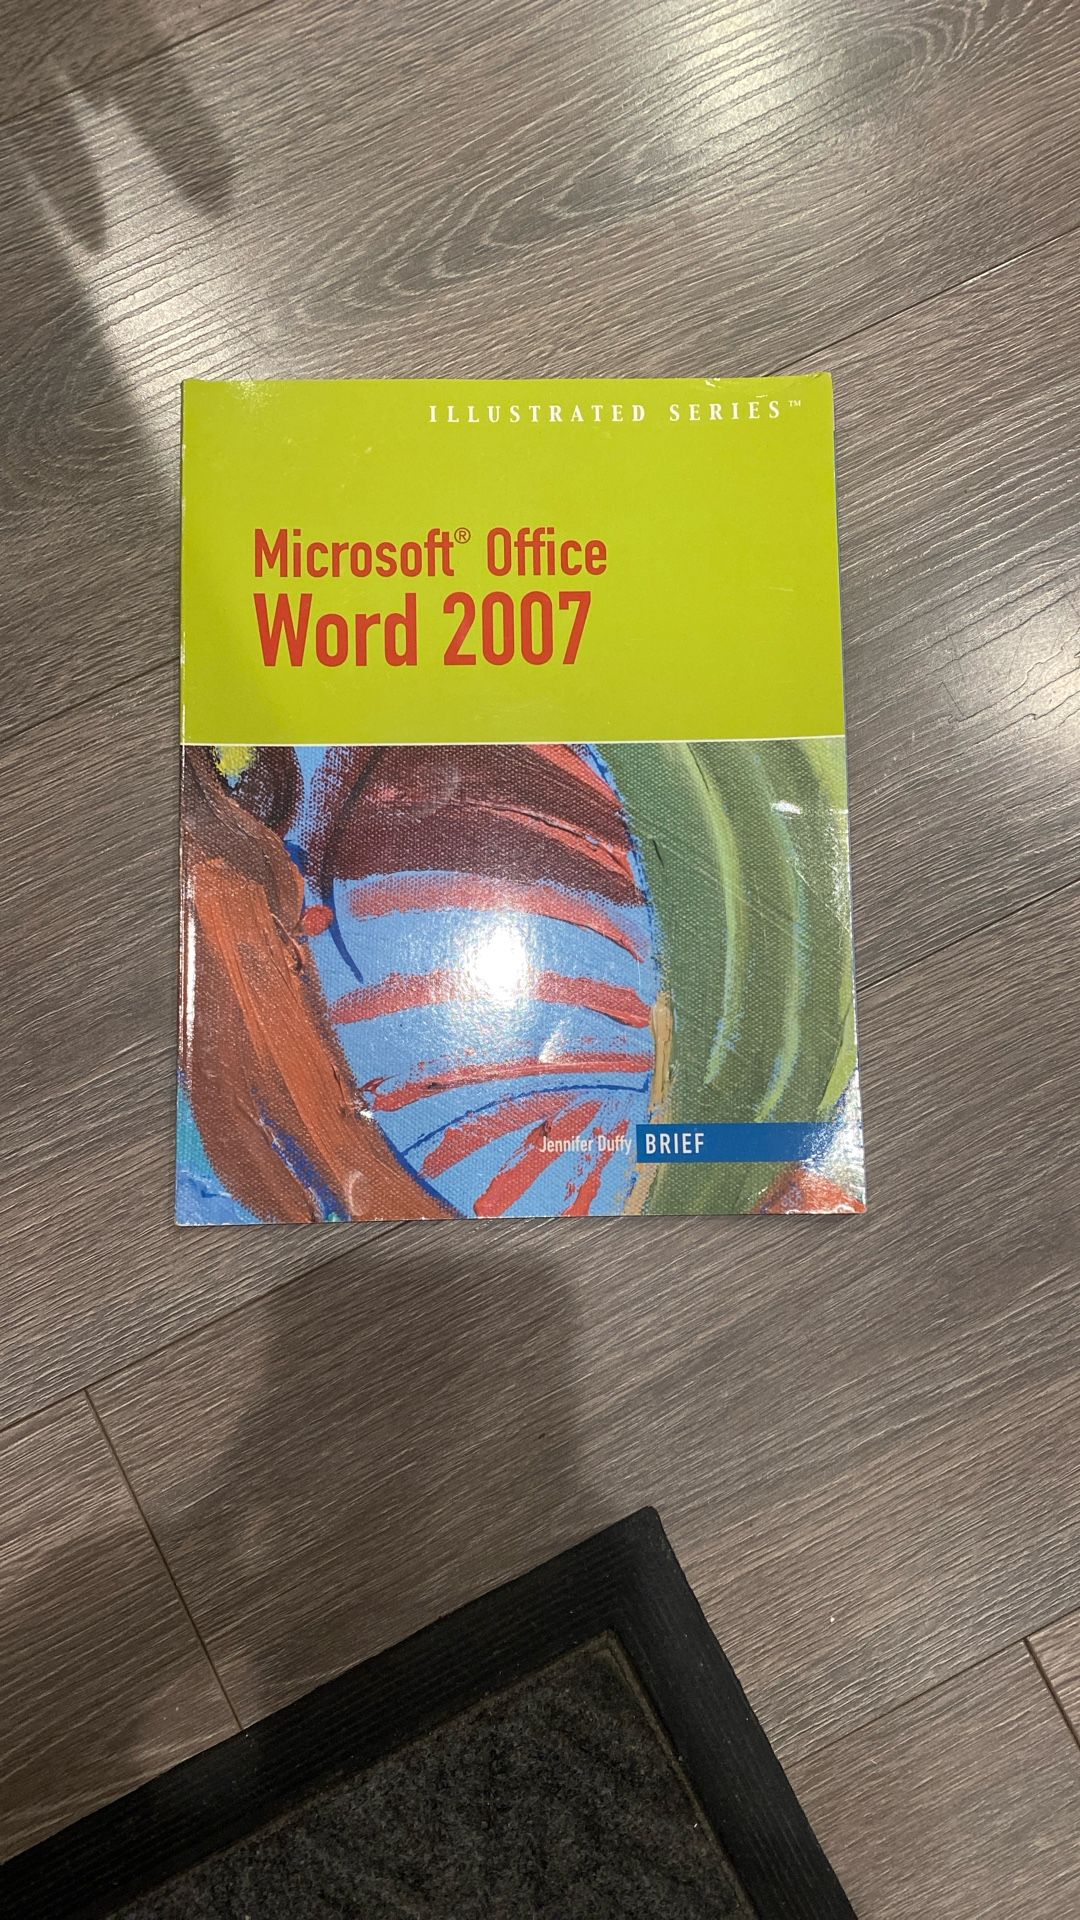 ILLUSTRATED SERIES™
Microsoft® Office
Word 2007
Jennifer Duffy BRIEF